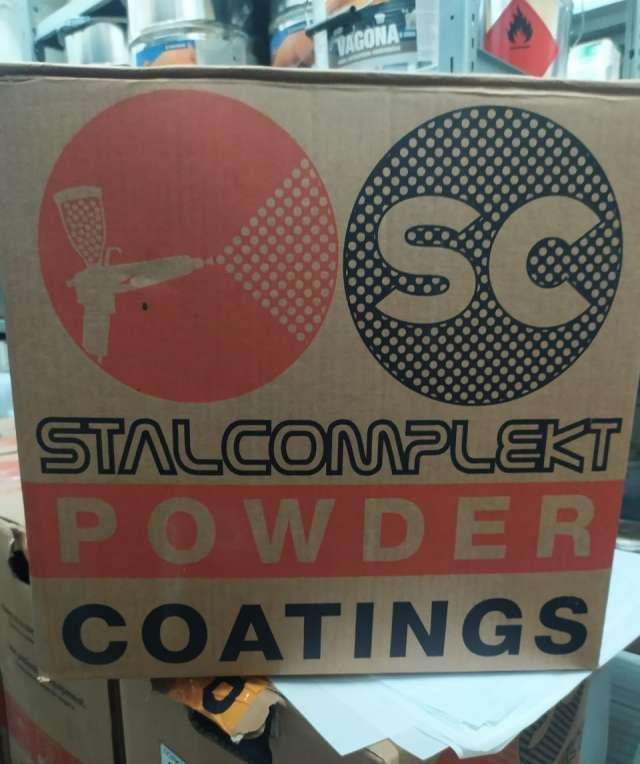 VAGONA
SC
STALCOMPLEKT
POWDER
COATINGS